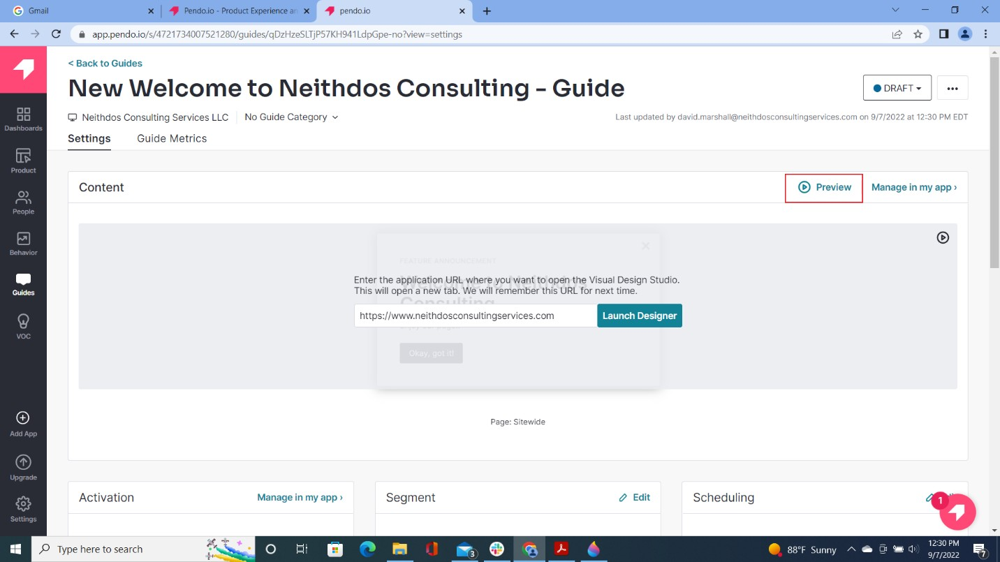 Gmail
Pendo.io - Product Experience an
pendo.io
app.pendo.io/s/4721734007521280/guides/qDzHzeSLTjP57KH941LdpGpe-no?view=settings
< Back to Guides
New Welcome to Neithdos Consulting - Guide
DRAFT
Neithdos Consulting Services LLC
No Guide Category
Last updated by david.marshall@neithdosconsultingservices.com on 9/7/2022 at 12:30 PM EDT
Settings
Guide Metrics
Dashboards
Product
People
Behavior
Guides
VOC
Add App
Upgrade
Settings
Content
Preview
Manage in my app ›
FEATURE ANNOUNCEMENT
Welcome to Neithdos
Consulting
Enter the application URL where you want to open the Visual Design Studio.
This will open a new tab. We will remember this URL for next time.
https://www.neithdosconsultingservices.com
Launch Designer
Okay, got it!
Page: Sitewide
Activation
Manage in my app ›
Segment
Edit
Scheduling
1
Type here to search
3
88°F Sunny
12:30 PM
9/7/2022
7